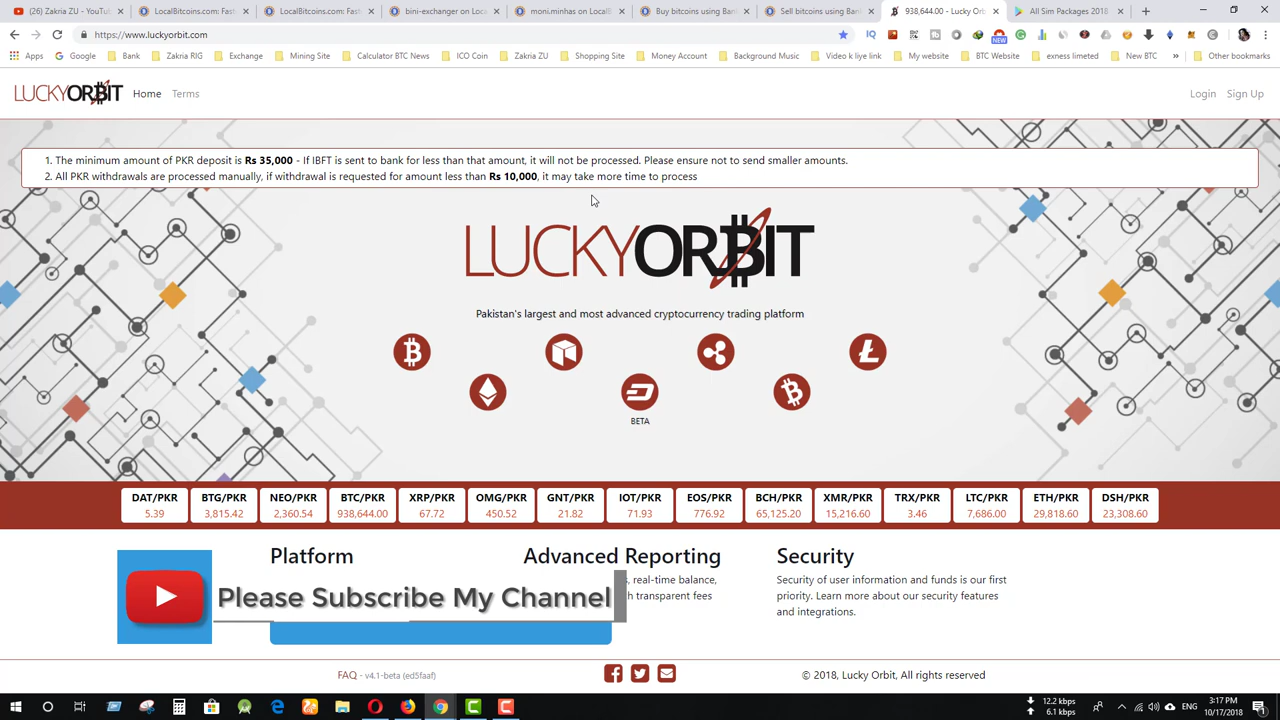 (26) Zakria ZU - YouTu
LocalBitcoins.com: Fast
LocalBitcoins.com: Fast
bini-exchanger on Loca
moni.minhas on LocalB
Buy bitcoins using Ban
Sell bitcoins using Ban
938,644.00 - Lucky Orb
All Sim Packages 2018
https://www.luckyorbit.com
Apps
Google
Bank
Zakria RIG
Exchange
Mining Site
Calculator BTC News
ICO Coin
Zakria ZU
Shopping Site
Money Account
Background Music
Video k liye link
My website
BTC Website
exness limeted
New BTC
»
Other bookmarks
NEW
LUCKYORBIT
Home
Terms
Login
Sign Up
1. The minimum amount of PKR deposit is Rs 35,000 - If IBFT is sent to bank for less than that amount, it will not be processed. Please ensure not to send smaller amounts.
2. All PKR withdrawals are processed manually, if withdrawal is requested for amount less than Rs 10,000, it may take more time to process
LUCKYORBIT
Pakistan's largest and most advanced cryptocurrency trading platform
BETA
DAT/PKR
5.39
BTG/PKR
3,815.42
NEO/PKR
2,360.54
BTC/PKR
938,644.00
XRP/PKR
67.72
OMG/PKR
450.52
GNT/PKR
21.82
IOT/PKR
71.93
EOS/PKR
776.92
BCH/PKR
65,125.20
XMR/PKR
15,216.60
TRX/PKR
3.46
LTC/PKR
7,686.00
ETH/PKR
29,818.60
DSH/PKR
23,308.60
Platform
Advanced Reporting
, real-time balance,
transparent fees
Security
Security of user information and funds is our first
priority. Learn more about our security features
and integrations.
Please Subscribe My Channel
FAQ - v4.1-beta (ed5faaf)
© 2018, Lucky Orbit, All rights reserved
12.2 kbps
6.1 kbps
ENG
3:17 PM
10/17/2018